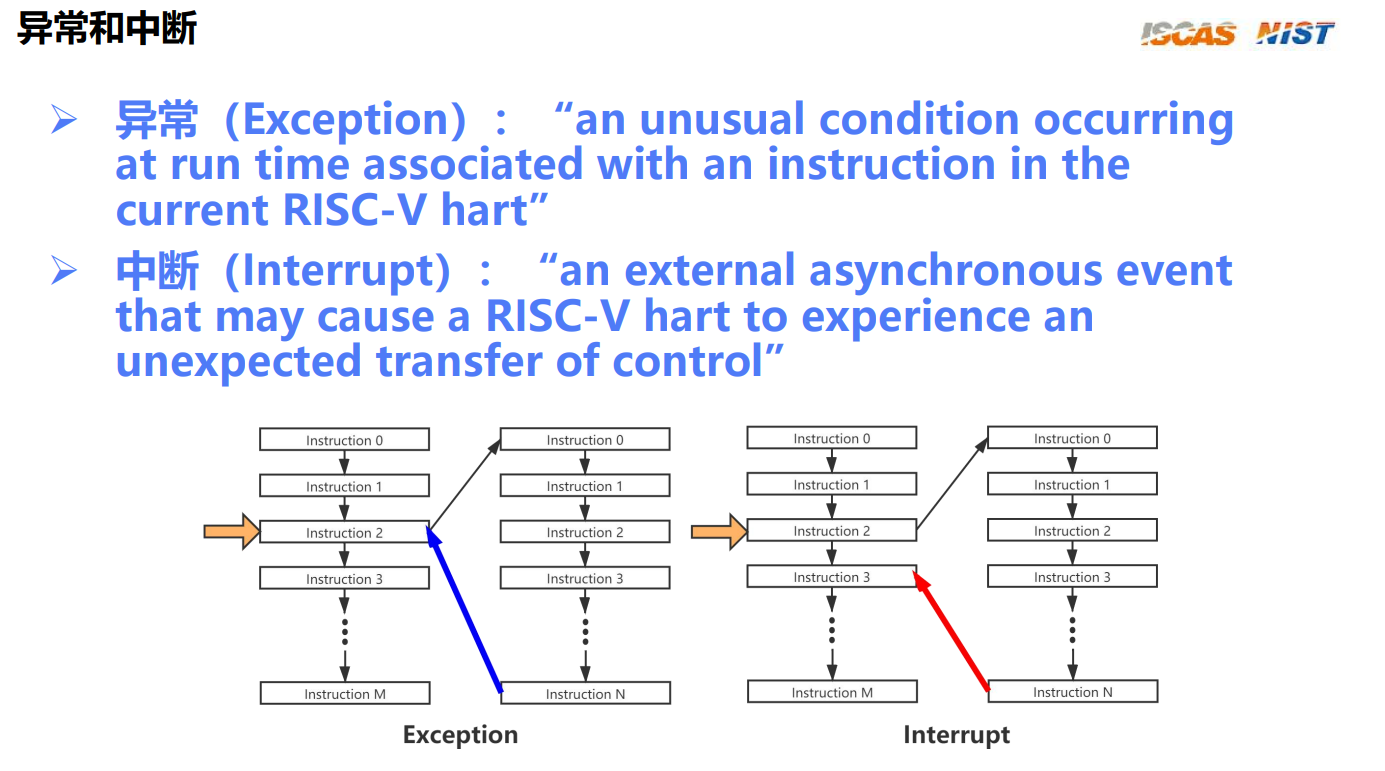 异常和中断
ISCAS NIST
➢ 异常（Exception）：“an unusual condition occurring
at run time associated with an instruction in the
current RISC-V hart”
➢ 中断（Interrupt）：“an external asynchronous event
that may cause a RISC-V hart to experience an
unexpected transfer of control”
Instruction 0
Instruction 1
Instruction 2
Instruction 3
Instruction M
Instruction 0
Instruction 1
Instruction 2
Instruction 3
Instruction N
Exception
Instruction 0
Instruction 1
Instruction 2
Instruction 3
Instruction M
Instruction 0
Instruction 1
Instruction 2
Instruction 3
Instruction N
Interrupt